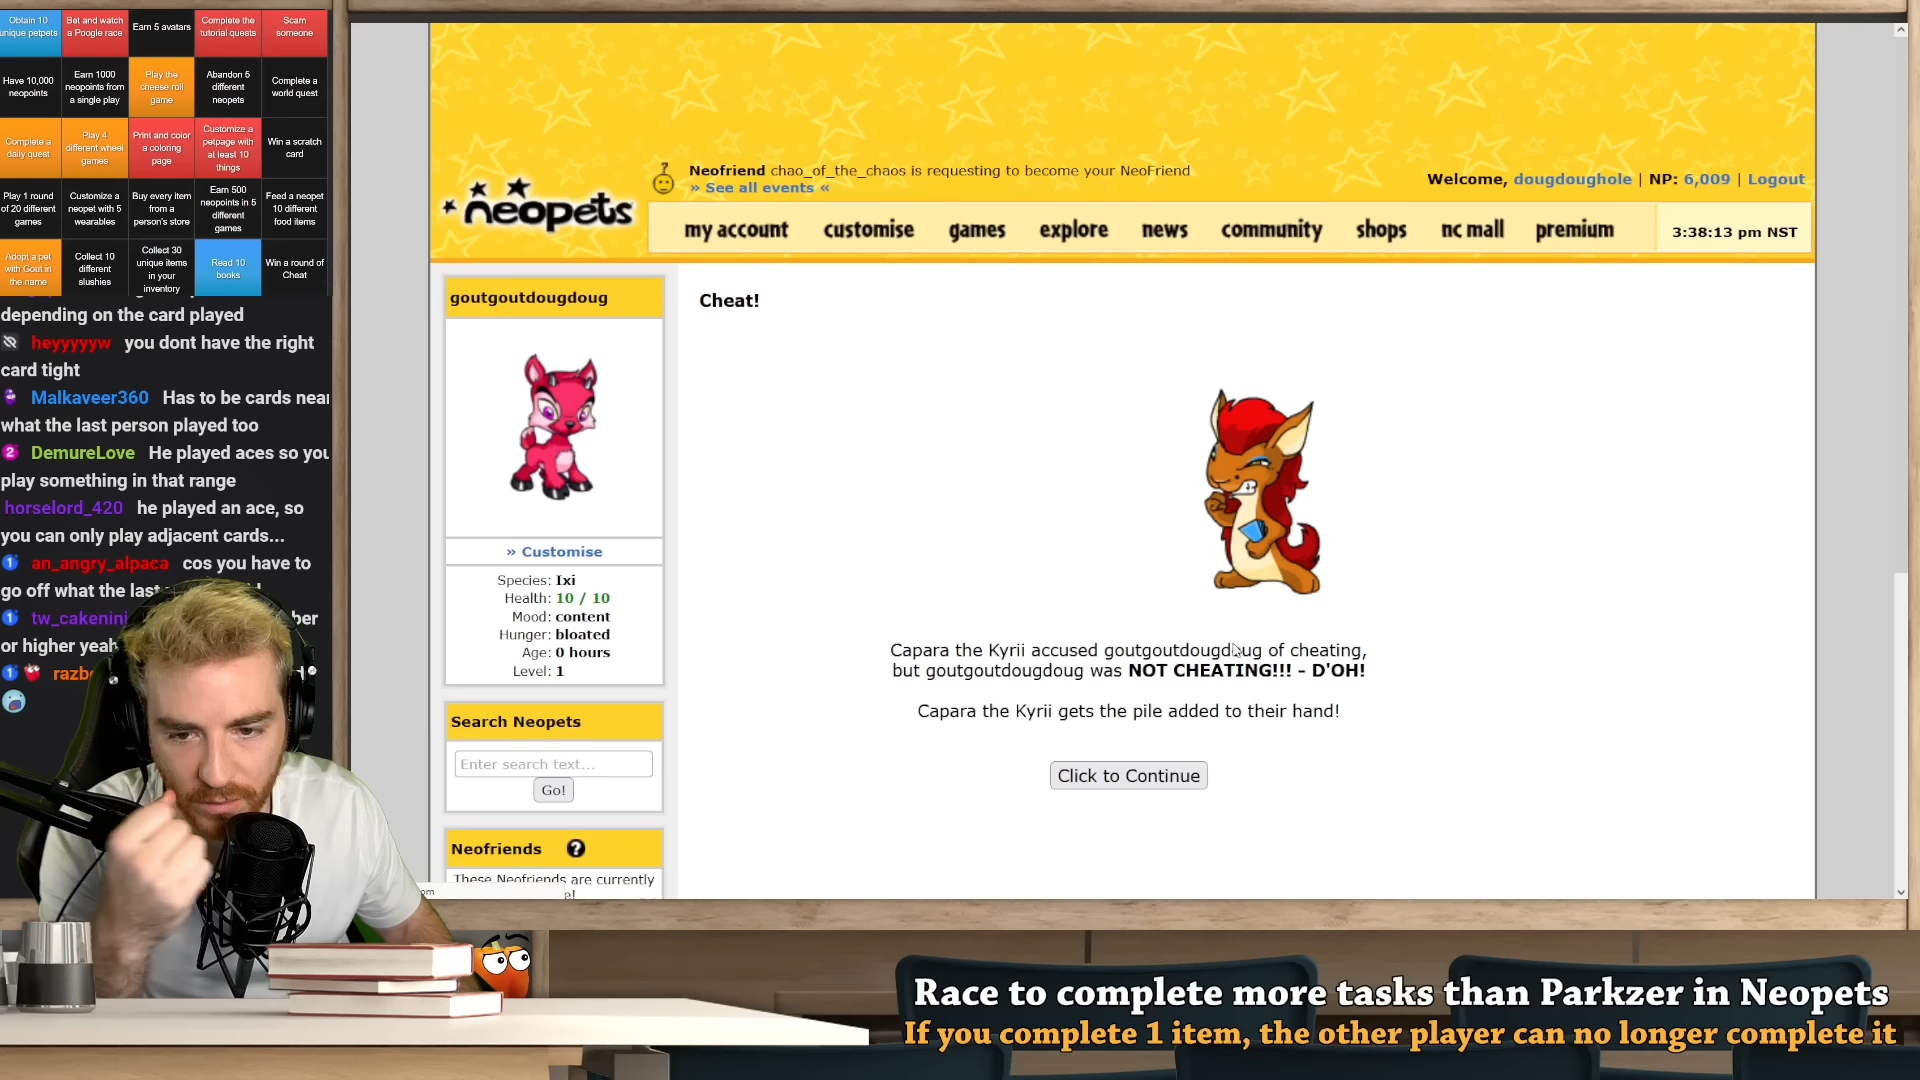 Obtain 10
unique petpets
Bet and watch
a Poogle race
Earn 5 avatars
Complete the
tutorial quests
Scam
someone
Have 10,000
neopoints
Earn 1000
neopoints from
a single play
Play the
cheese roll
game
Abandon 5
different
neopets
Complete a
world quest
Complete a
daily quest
Play 4
different wheel
games
Print and color
a coloring
page
Customize a
petpage with
at least 10
things
Win a scratch
card
Play 1 round
of 20 different
games
Customize a
neopet with 5
wearables
Buy every item
from a
person's store
Earn 500
neopoints in 5
different
games
Feed a neopet
10 different
food items
Adopt a pet
with Gout in
the name
Collect 10
different
slushies
Collect 30
unique items
in your
inventory
Read 10
books
Win a round of
Cheat
depending on the card played
heyyyyyw you dont have the right
card tight
Malkaveer360 Has to be cards near
what the last person played too
DemureLove He played aces so you
play something in that range
horselord_420 he played an ace, so
you can only play adjacent cards...
an_angry_alpaca cos you have to
go off what the last
tw_cakenini
or higher yeah
neopets
Neofriend chao_of_the_chaos is requesting to become your NeoFriend
» See all events «
Welcome, dougdoughole | NP: 6,009 | Logout
my account customise games explore news community shops nc mall premium
3:38:13 pm NST
goutgoutdougdoug
» Customise
Species: Ixi
Health: 10 / 10
Mood: content
Hunger: bloated
Age: 0 hours
Level: 1
Search Neopets
Enter search text...
Go!
Neofriends ?
These Neofriends are currently
Cheat!
Capara the Kyrii accused goutgoutdougdoug of cheating,
but goutgoutdougdoug was NOT CHEATING!!! - D'OH!
Capara the Kyrii gets the pile added to their hand!
Click to Continue
Race to complete more tasks than Parkzer in Neopets
If you complete 1 item, the other player can no longer complete it